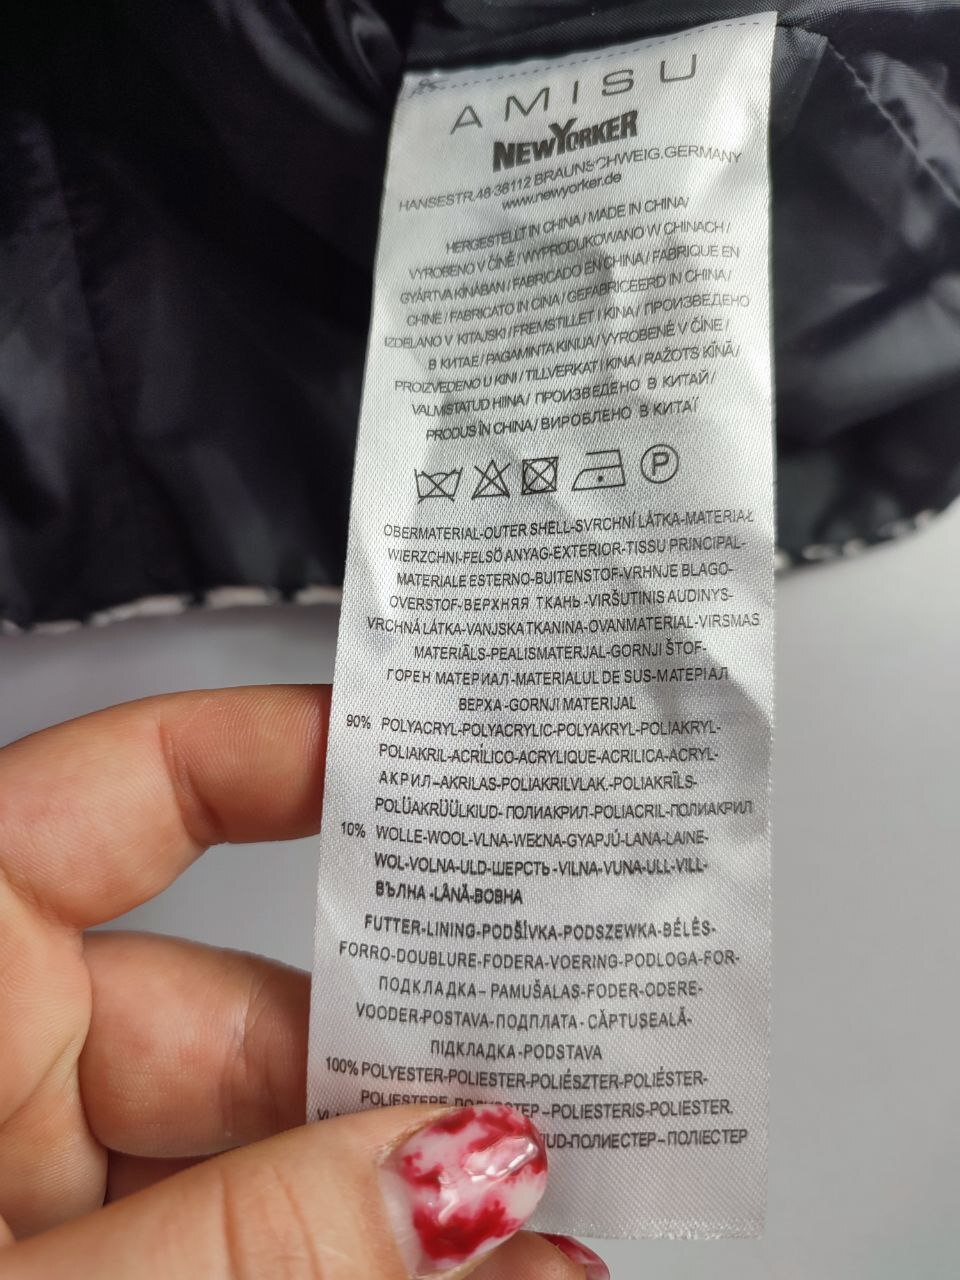 AMISU
NEWYORKER
HANSESTR.48·38112 BRAUNSCHWEIG.GERMANY
www.newyorker.de
HERGESTELLT IN CHINA/ MADE IN CHINA/
VYROBENO V ČÍNĚ / WYPRODUKOWANO W CHINACH /
GYÁRTVA KÍNÁBAN / FABRICADO EN CHINA / FABRIQUE EN
CHINE / FABRICATO IN CINA / GEFABRICEERD IN CHINA /
IZDELANO V KITAJSKI / FREMSTILLET I KINA / ПРОИЗВЕДЕНО
В КИТАЕ / PAGAMINTA KINIJA / VYROBENÉ V ČÍNE /
PROIZVEDENO U KINI / TILLVERKAT I KINA / RAŽOTS KĪNĀ /
VALMISTATUD HIINA / ПРОИЗВЕДЕНО В КИТАЙ /
PRODUS ÎN CHINA / ВИРОБЛЕНО В КИТАЇ
P
OBERMATERIAL-OUTER SHELL-SVRCHNÍ LÁTKA-MATERIAŁ
WIERZCHNI-FELSŐ ANYAG-EXTERIOR-TISSU PRINCIPAL-
MATERIALE ESTERNO-BUITENSTOF-VRHNJE BLAGO-
OVERSTOF-ВЕРХНЯЯ ТКАНЬ-VIRŠUTINIS AUDINYS-
VRCHNÁ LÁTKA-VANJSKA TKANINA-OVANMATERIAL-VIRSMAS
MATERIĀLS-PEALISMATERJAL-GORNJI ŠTOF-
ГОРЕН МАТЕРИАЛ-MATERIALUL DE SUS-МАТЕРІАЛ
ВЕРХА-GORNJI MATERIJAL
90% POLYACRYL-POLYACRYLIC-POLYAKRYL-POLIAKRYL-
POLIAKRIL-ACRÍLICO-ACRYLIQUE-ACRILICA-ACRYL-
АКРИЛ-AKRILAS-POLIAKRILVLAK.-POLIAKRĪLS-
POLÜAKRÜÜLKIUD-ПОЛИАКРИЛ-POLIACRIL-ПОЛИАКРИЛ
10% WOLLE-WOOL-VLNA-WEŁNA-GYAPJÚ-LANA-LAINE-
WOL-VOLNA-ULD-ШЕРСТЬ-VILNA-VUNA-ULL-VILL-
ВЪЛНА-LÂNĂ-ВОВНА
FUTTER-LINING-PODŠÍVKA-PODSZEWKA-BÉLÉS-
FORRO-DOUBLURE-FODERA-VOERING-PODLOGA-FOR-
ПОДКЛАДКА-PAMUŠALAS-FODER-ODERE-
VOODER-POSTAVA-ПОДПЛАТА-CĂPTUSEALĂ-
ПІДКЛАДКА-PODSTAVA
100% POLYESTER-POLIESTER-POLIÉSZTER-POLIÉSTER-
POLIESTERIS-POLIESTER.
ПОЛИЕСТЕР-ПОЛІЕСТЕР